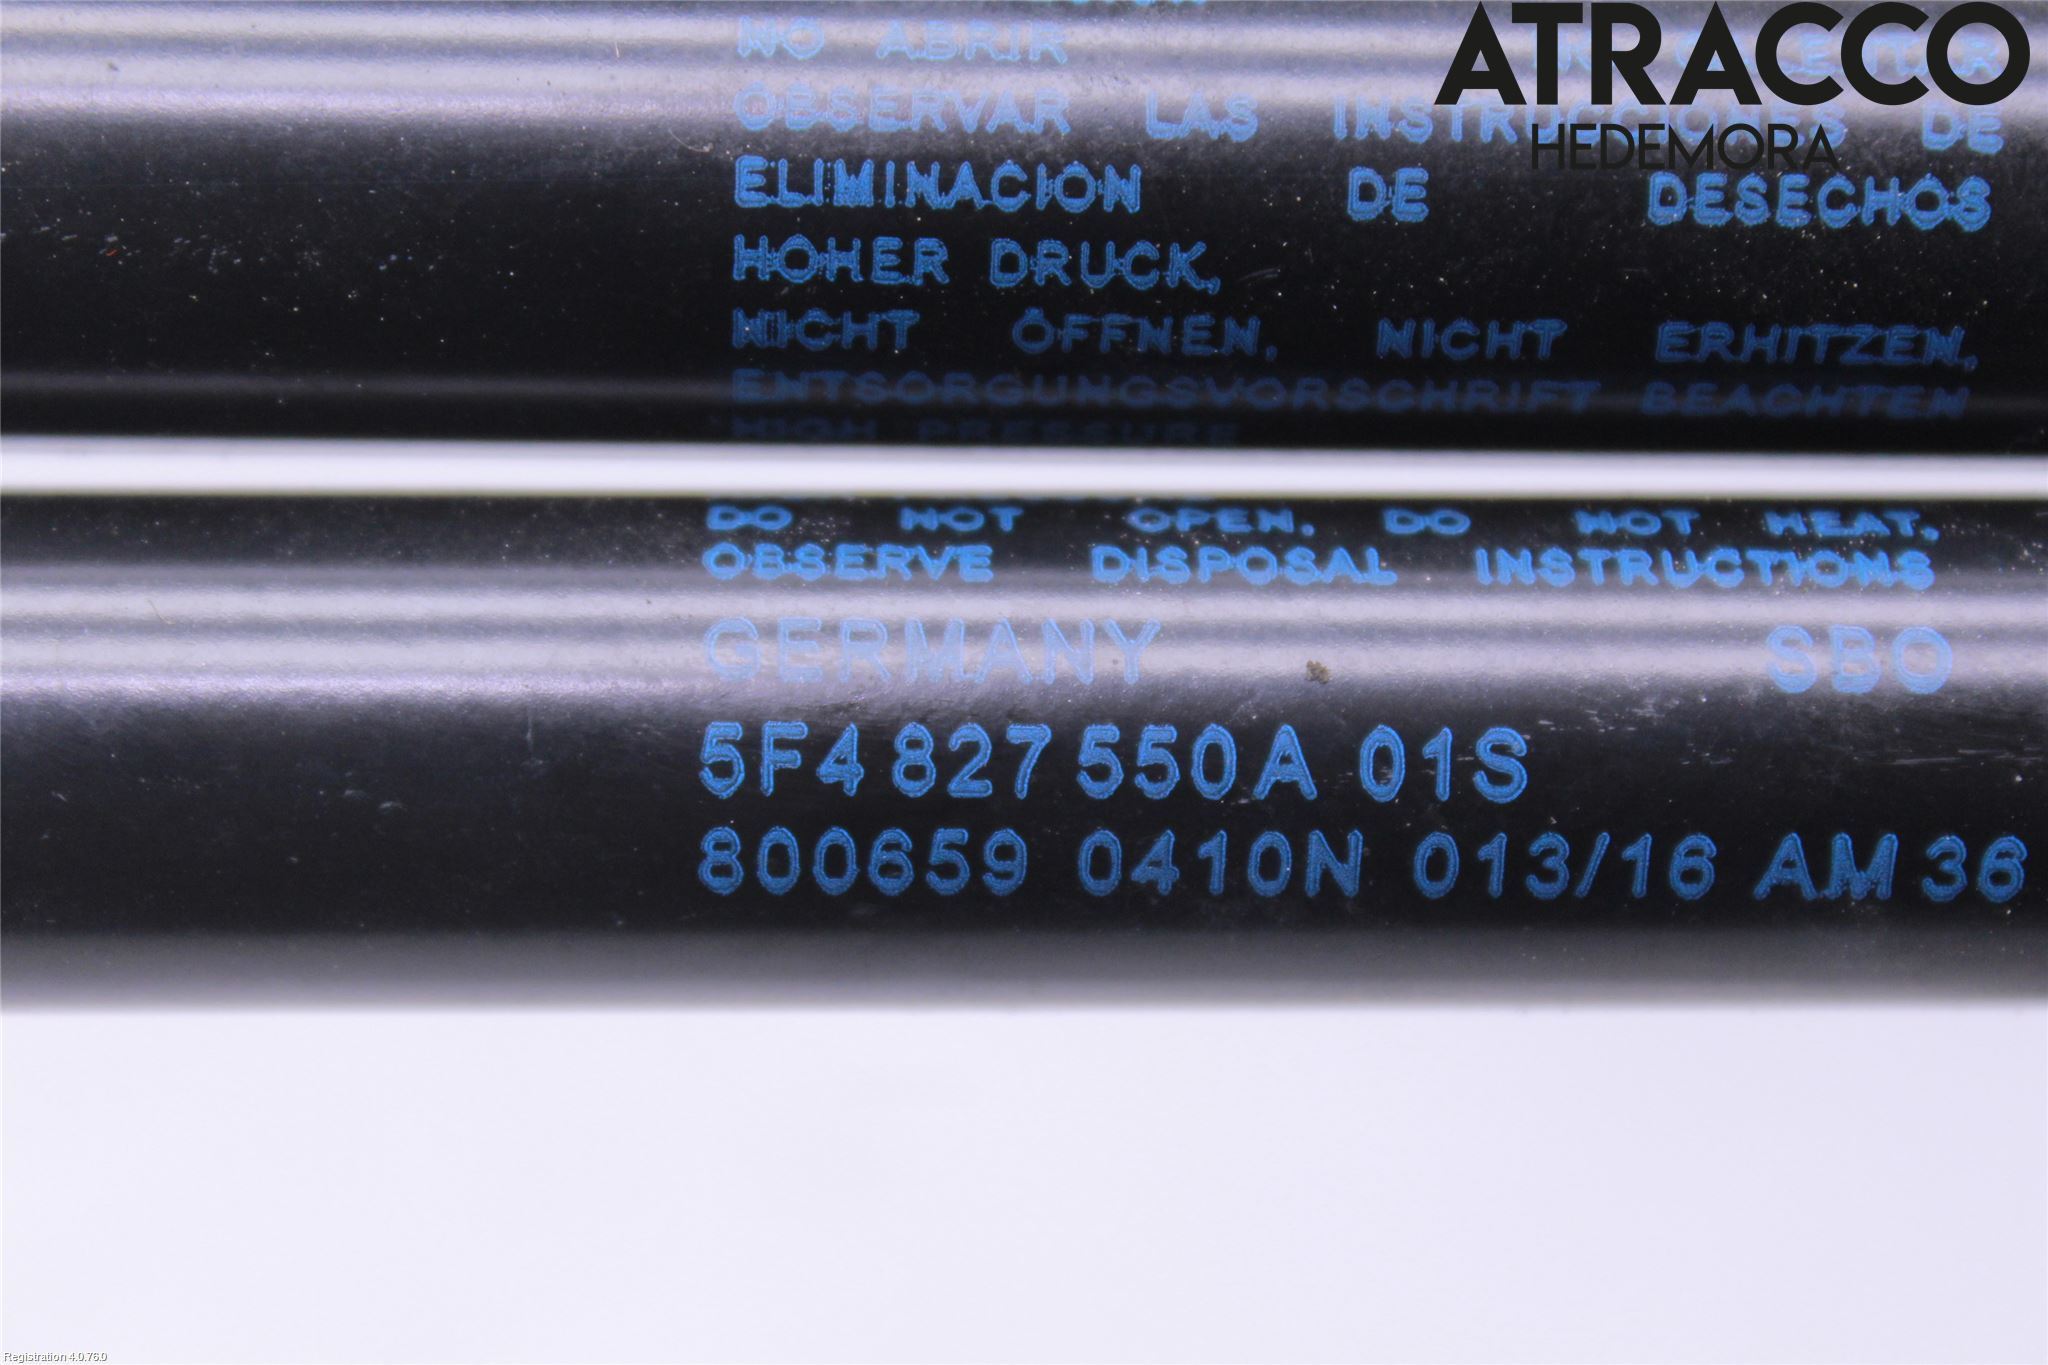 ATRACCO
HEDEMORA
NO ABRIR
OBSERVAR LAS INSTRUCCIONES DE
ELIMINACION DE DESECHOS
HOHER DRUCK,
NICHT ÖFFNEN, NICHT ERHITZEN,
ENTSORGUNGSVORSCHRIFT BEACHTEN
HIGH PRESSURE
DO NOT OPEN. DO NOT HEAT.
OBSERVE DISPOSAL INSTRUCTIONS
GERMANY SBO
5F4 827 550A 01S
800659 0410N 013/16 AM 36
Registration 4.0.76.0